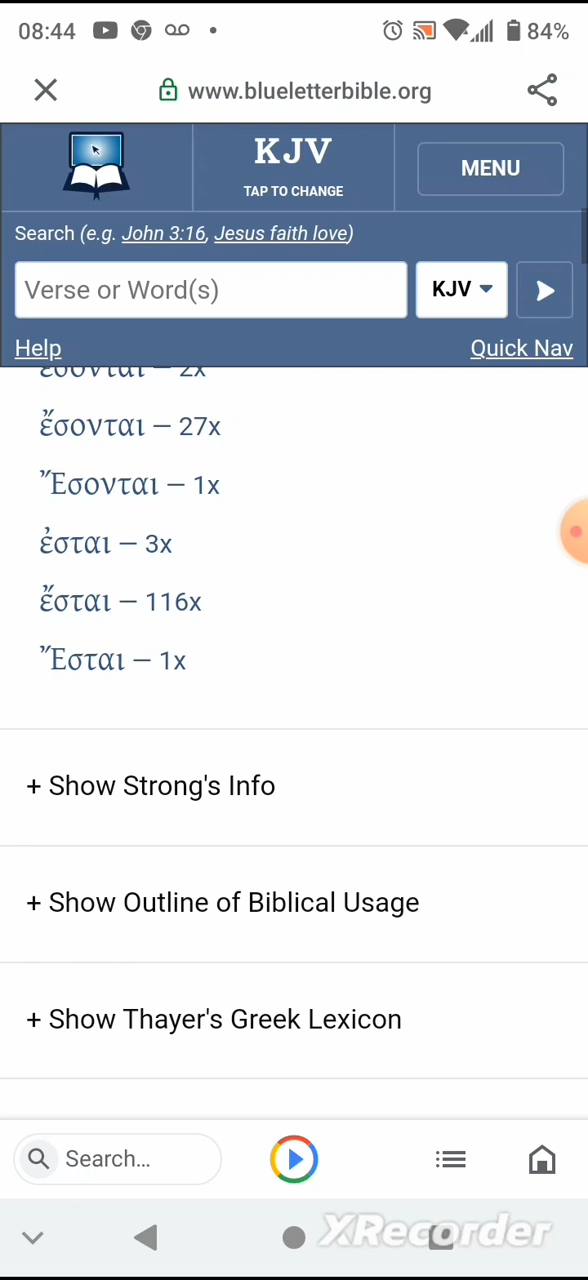 08:44
84%
www.blueletterbible.org
KJV
TAP TO CHANGE
MENU
Search (e.g. John 3:16, Jesus faith love)
Verse or Word(s)
KJV
Help
Quick Nav
– 2x
ἔσονται – 27x
Ἔσονται – 1x
ἐσται – 3x
ἔσται – 116x
Ἔσται – 1x
+ Show Strong's Info
+ Show Outline of Biblical Usage
+ Show Thayer's Greek Lexicon
Search...
XRecorder